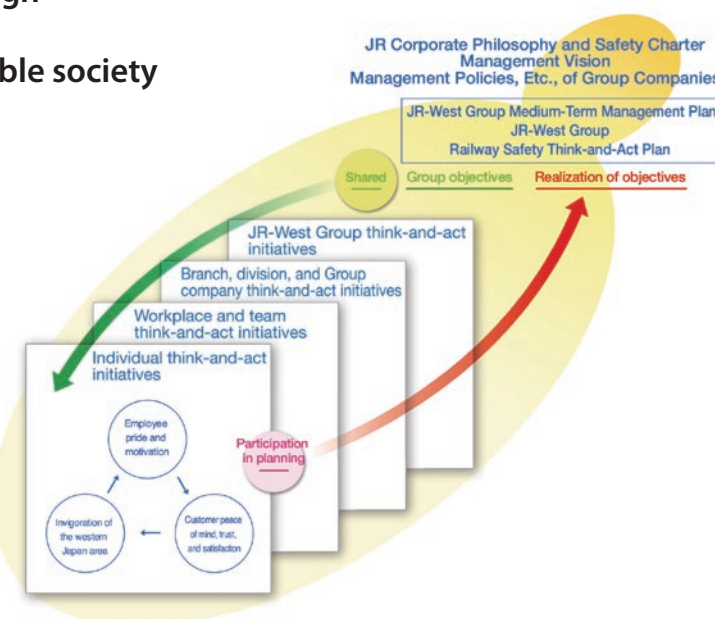 ble society
JR Corporate Philosophy and Safety Charter
Management Vision
Management Policies, Etc., of Group Companies
JR-West Group Medium-Term Management Plan
JR-West Group
Railway Safety Think-and-Act Plan
Shared
Group objectives
Realization of objectives
JR-West Group think-and-act
initiatives
Branch, division, and Group
company think-and-act initiatives
Workplace and team
think-and-act initiatives
Individual think-and-act
initiatives
Employee
pride and
motivation
Participation
in planning
Invigoration of
the western
Japan area
Customer peace
of mind, trust,
and satisfaction